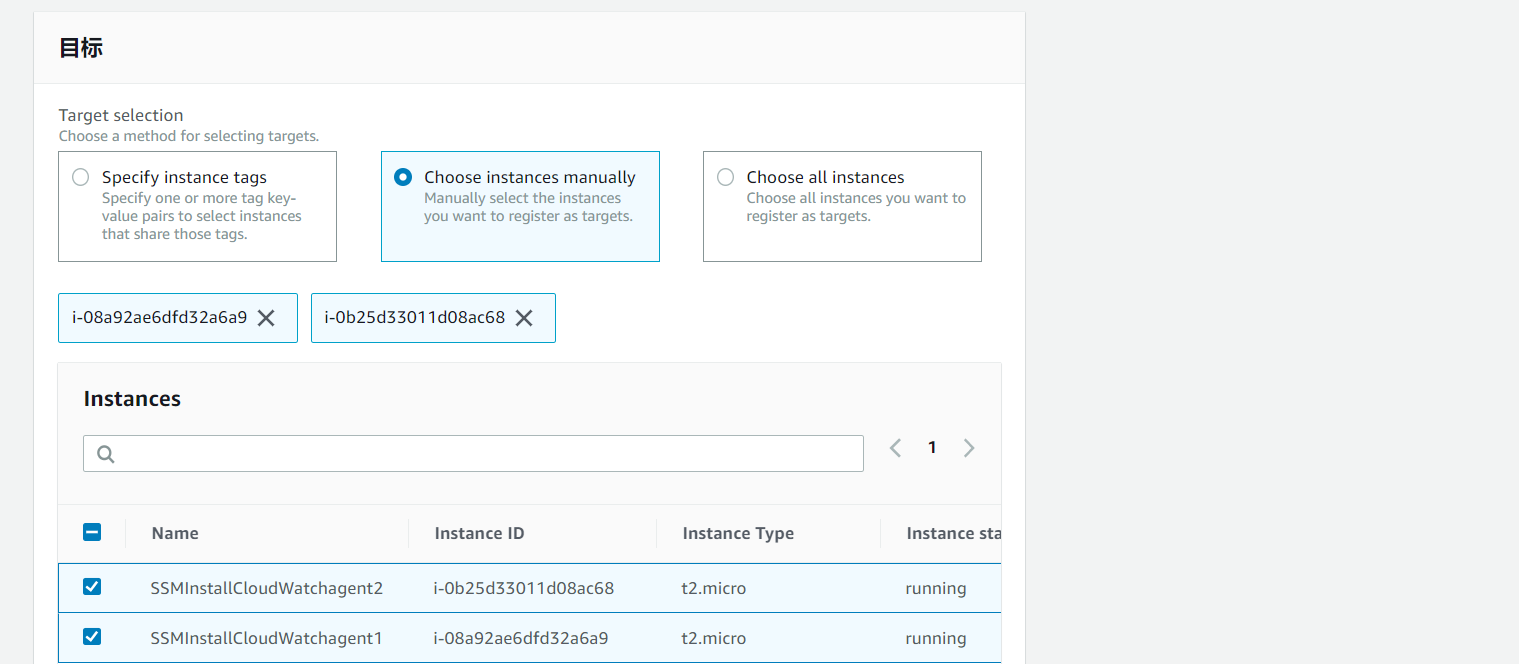 目标
Target selection
Choose a method for selecting targets.
Specify instance tags
Specify one or more tag key-
value pairs to select instances
that share those tags.
Choose instances manually
Manually select the instances
you want to register as targets.
Choose all instances
Choose all instances you want to
register as targets.
i-08a92ae6dfd32a6a9
i-0b25d33011d08ac68
Instances
1
Name Instance ID Instance Type Instance sta
SSMInstallCloudWatchagent2 i-0b25d33011d08ac68 t2.micro running
SSMInstallCloudWatchagent1 i-08a92ae6dfd32a6a9 t2.micro running